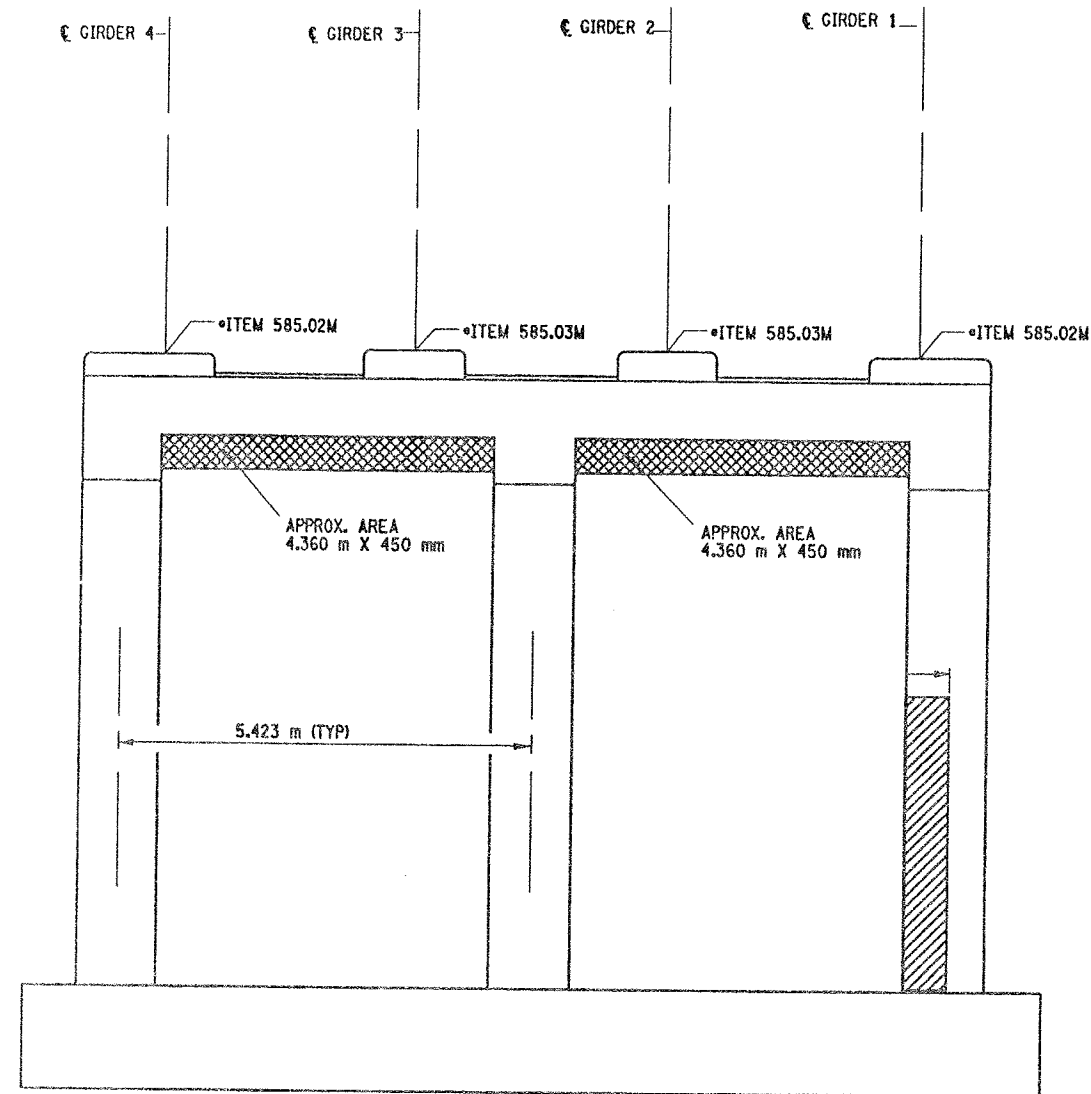 ℄ GIRDER 4
℄ GIRDER 3
℄ GIRDER 2
℄ GIRDER 1
*ITEM 585.02M
*ITEM 585.03M
*ITEM 585.03M
*ITEM 585.02M
APPROX. AREA
4.360 m X 450 mm
APPROX. AREA
4.360 m X 450 mm
5.423 m (TYP)